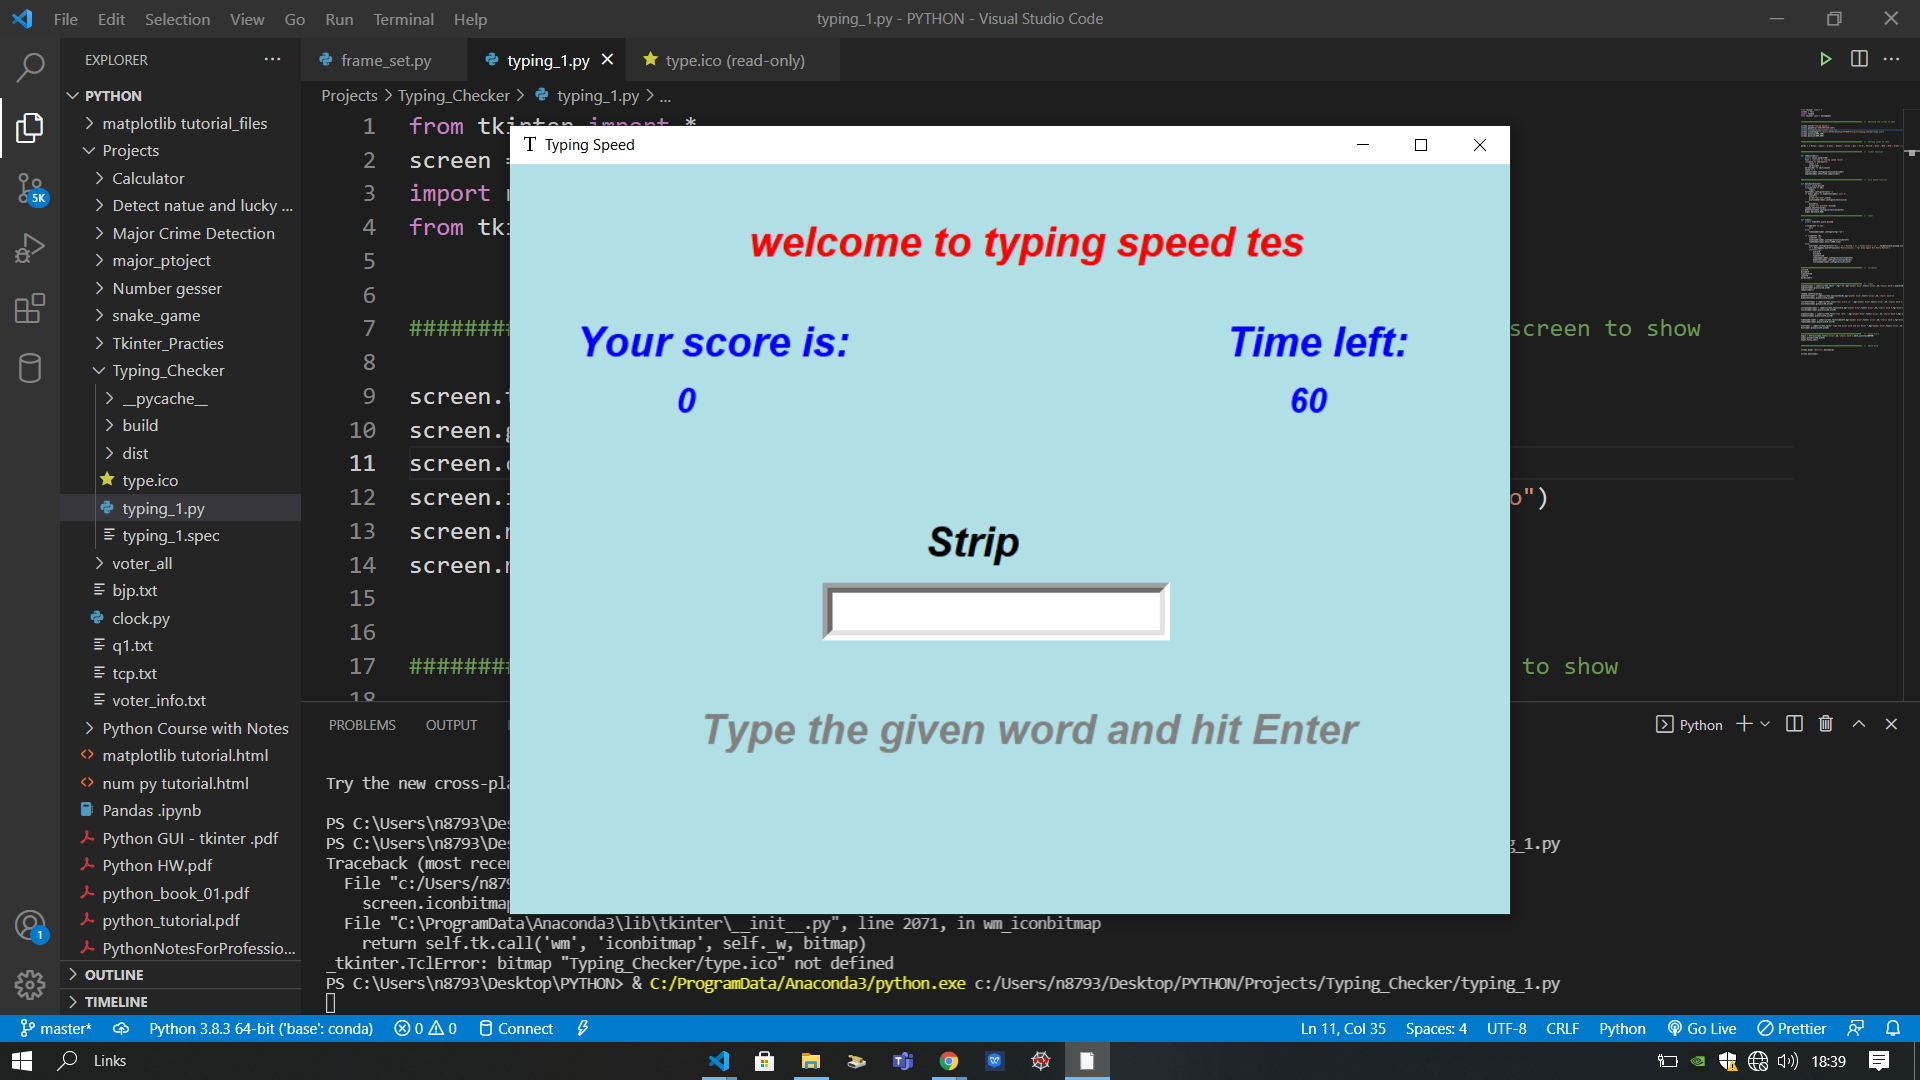 File Edit Selection View Go Run Terminal Help
typing_1.py - PYTHON - Visual Studio Code
EXPLORER
frame_set.py
typing_1.py
type.ico (read-only)
PYTHON
Projects > Typing_Checker > typing_1.py > ...
matplotlib tutorial_files
Projects
Calculator
Detect natue and lucky ...
Major Crime Detection
major_ptoject
Number gesser
snake_game
Tkinter_Practies
Typing_Checker
__pycache__
build
dist
type.ico
typing_1.py
typing_1.spec
voter_all
bjp.txt
clock.py
q1.txt
tcp.txt
voter_info.txt
Python Course with Notes
matplotlib tutorial.html
num py tutorial.html
Pandas .ipynb
Python GUI - tkinter .pdf
Python HW.pdf
python_book_01.pdf
python_tutorial.pdf
PythonNotesForProfessio...
OUTLINE
TIMELINE
5K
1
1 from tkinter import *
2 screen =
3 import
4 from
5
6
7 ######### screen to show
8
9 screen.
10 screen.
11 screen.
12 screen. o")
13 screen.
14 screen.
15
16
17 ######### to show
18
T Typing Speed
welcome to typing speed tes
Your score is:
Time left:
0
60
Strip
Type the given word and hit Enter
PROBLEMS OUTPUT
Python
Try the new
PS C:\Users\n8793\
PS C:\Users\n8793\ _1.py
Traceback (most
File "c:/Users/
screen.iconbitmap
File "C:\ProgramData\Anaconda3\lib\tkinter\__init__.py", line 2071, in wm_iconbitmap
return self.tk.call('wm', 'iconbitmap', self._w, bitmap)
_tkinter.TclError: bitmap "Typing_Checker/type.ico" not defined
PS C:\Users\n8793\Desktop\PYTHON> & C:/ProgramData/Anaconda3/python.exe c:/Users/n8793/Desktop/PYTHON/Projects/Typing_Checker/typing_1.py
master* Python 3.8.3 64-bit ('base': conda) 0 0 Connect
Ln 11, Col 35 Spaces: 4 UTF-8 CRLF Python Go Live Prettier
Links
18:39